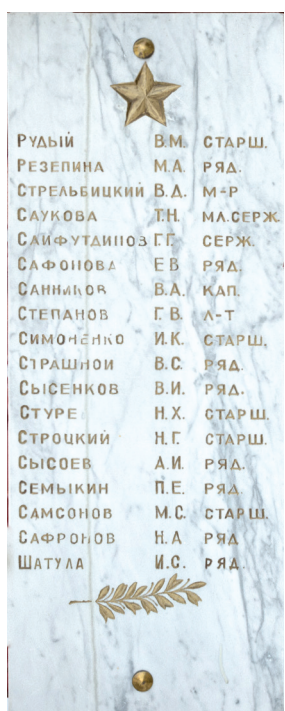 РУДЫЙ В.М. СТАРШ.
РЕЗЕПИНА М.А. РЯД.
СТРЕЛЬБИЦКИЙ В.Д. М-Р
САУКОВА Т.Н. МЛ.СЕРЖ.
САЙФУТДИНОВ Г.Г. СЕРЖ.
САФОНОВА Е В РЯД.
САННИКОВ В.А. КАП.
СТЕПАНОВ Г.В. Л-Т
СИМОНЕНКО И.К. СТАРШ.
СТРАШНОЙ В.С. РЯД.
СЫСЕНКОВ В.И. РЯД.
СТУРЕ Н.Х. СТАРШ.
СТРОЦКИЙ Н.Г. СТАРШ.
СЫСОЕВ А.И. РЯД.
СЕМЫКИН П.Е. РЯД.
САМСОНОВ М.С. СТАРШ.
САФРОНОВ Н.А РЯД
ШАТУЛА И.С. РЯД.